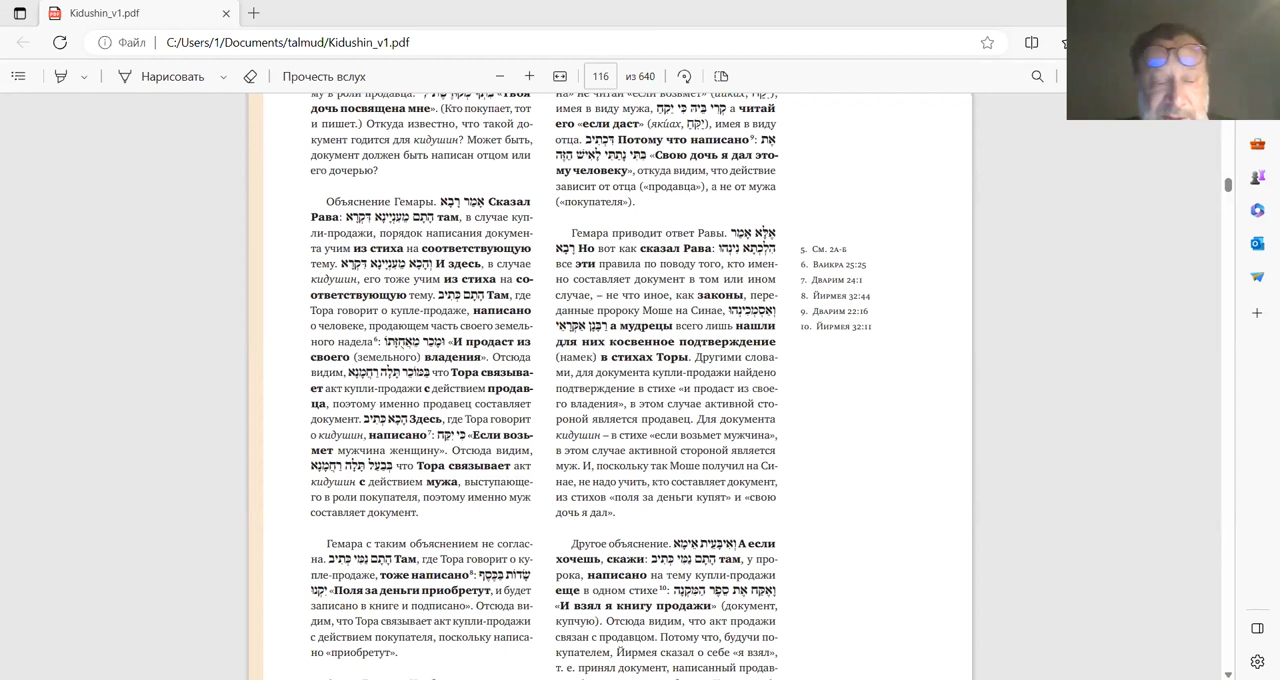 Kidushin_v1.pdf
Файл
C:/Users/1/Documents/talmud/Kidushin_v1.pdf
Нарисовать
Прочесть вслух
116
из 640
дочь посвящена мне». (Кто покупает, тот
и пишет.) Откуда известно, что такой до-
кумент годится для кидушин? Может быть,
документ должен быть написан отцом или
его дочерью?
Объяснение Гемары. אָמַר רָבָא Сказал
Рава: הָתָם מֵעִנְיָינָא דִּקְרָא там, в случае куп-
ли-продажи, порядок написания докумен-
та учим из стиха на соответствующую
тему. וְהָכָא מֵעִנְיָינָא דִּקְרָא И здесь, в случае
кидушин, его тоже учим из стиха на со-
ответствующую тему. הָתָם כְּתִיב Там, где
Тора говорит о купле-продаже, написано
о человеке, продающем часть своего земель-
ного надела⁶: וּמָכַר מֵאֲחֻזָּתוֹ «И продаст из
своего (земельного) владения». Отсюда
видим, בְּמוֹכֵר תָּלָה רַחֲמָנָא что Тора связыва-
ет акт купли-продажи с действием продав-
ца, поэтому именно продавец составляет
документ. הָכָא כְּתִיב Здесь, где Тора говорит
о кидушин, написано⁷: כִּי יִקַּח «Если возь-
мет мужчина женщину». Отсюда видим,
בְּבַעַל תָּלָה רַחֲמָנָא что Тора связывает акт
кидушин с действием мужа, выступающе-
го в роли покупателя, поэтому именно муж
составляет документ.
Гемара с таким объяснением не соглас-
на. הָתָם נַמֵּי כְּתִיב Там, где Тора говорит о ку-
пле-продаже, тоже написано⁸: שָׂדוֹת בַּכֶּסֶף
יִקְנוּ «Поля за деньги приобретут, и будет
записано в книге и подписано». Отсюда ви-
дим, что Тора связывает акт купли-продажи
с действием покупателя, поскольку написа-
но «приобретут».
имея в виду мужа, קְרִי בֵּיהּ כִּי יַקַּח а читай
его «если даст» (якѝах, יַקַּח), имея в виду
отца. דִּכְתִיב Потому что написано⁹: אֶת
בִּתִּי נָתַתִּי לָאִישׁ הַזֶּה «Свою дочь я дал это-
му человеку», откуда видим, что действие
зависит от отца («продавца»), а не от мужа
(«покупателя»).
Гемара приводит ответ Равы. אֶלָּא אָמַר
רָבָא Но вот как сказал Рава: הִלְכְתָא נִינְהוּ
все эти правила по поводу того, кто имен-
но составляет документ в том или ином
случае, – не что иное, как законы, пере-
данные пророку Моше на Синае, וְאַסְמְכִינְהוּ
רַבָּנַן אַקְּרָאֵי а мудрецы всего лишь нашли
для них косвенное подтверждение
(намек) в стихах Торы. Другими слова-
ми, для документа купли-продажи найдено
подтверждение в стихе «и продаст из свое-
го владения», в этом случае активной сто-
роной является продавец. Для документа
кидушин – в стихе «если возьмет мужчина»,
в этом случае активной стороной является
муж. И, поскольку так Моше получил на Си-
нае, не надо учить, кто составляет документ,
из стихов «поля за деньги купят» и «свою
дочь я дал».
Другое объяснение. וְאִיבָּעֵית אֵימָא А если
хочешь, скажи: הָתָם נַמֵּי כְּתִיב там, у про-
рока, написано на тему купли-продажи
еще в одном стихе¹⁰: וָאֶקַּח אֶת סֵפֶר הַמִּקְנָה
«И взял я книгу продажи» (документ,
купчую). Отсюда видим, что акт продажи
связан с продавцом. Потому что, будучи по-
купателем, Йирмея сказал о себе «я взял»,
т. е. принял документ, написанный продав-
5. См. 2а-б
6. Ваикра 25:25
7. Дварим 24:1
8. Йирмея 32:44
9. Дварим 22:16
10. Йирмея 32:11